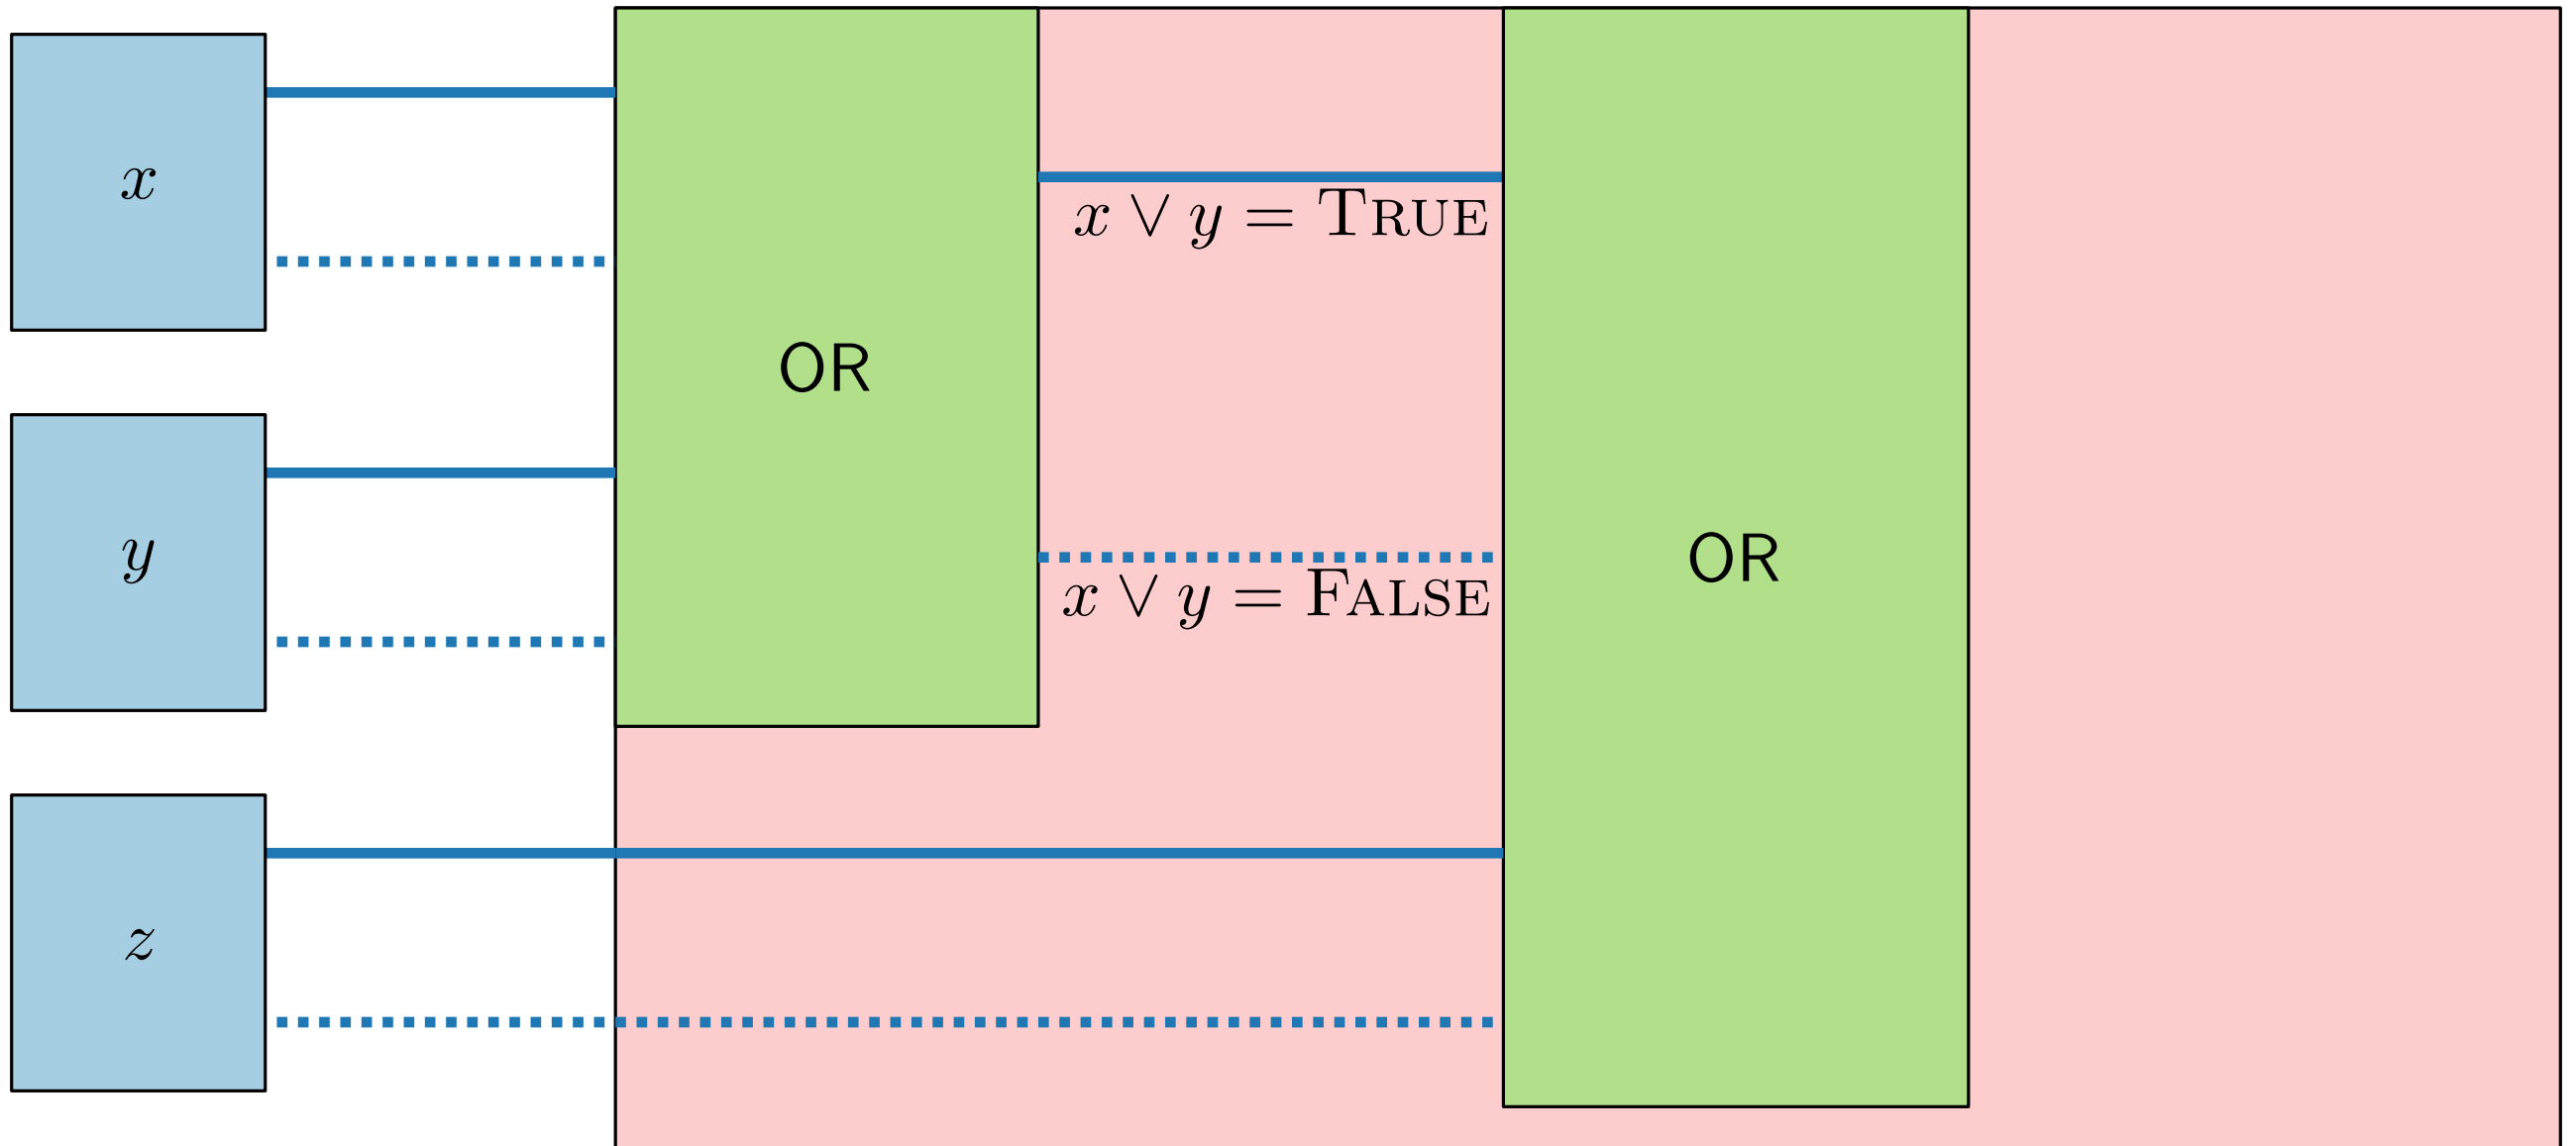 x
x ∨ y = TRUE
OR
y
OR
x ∨ y = FALSE
z